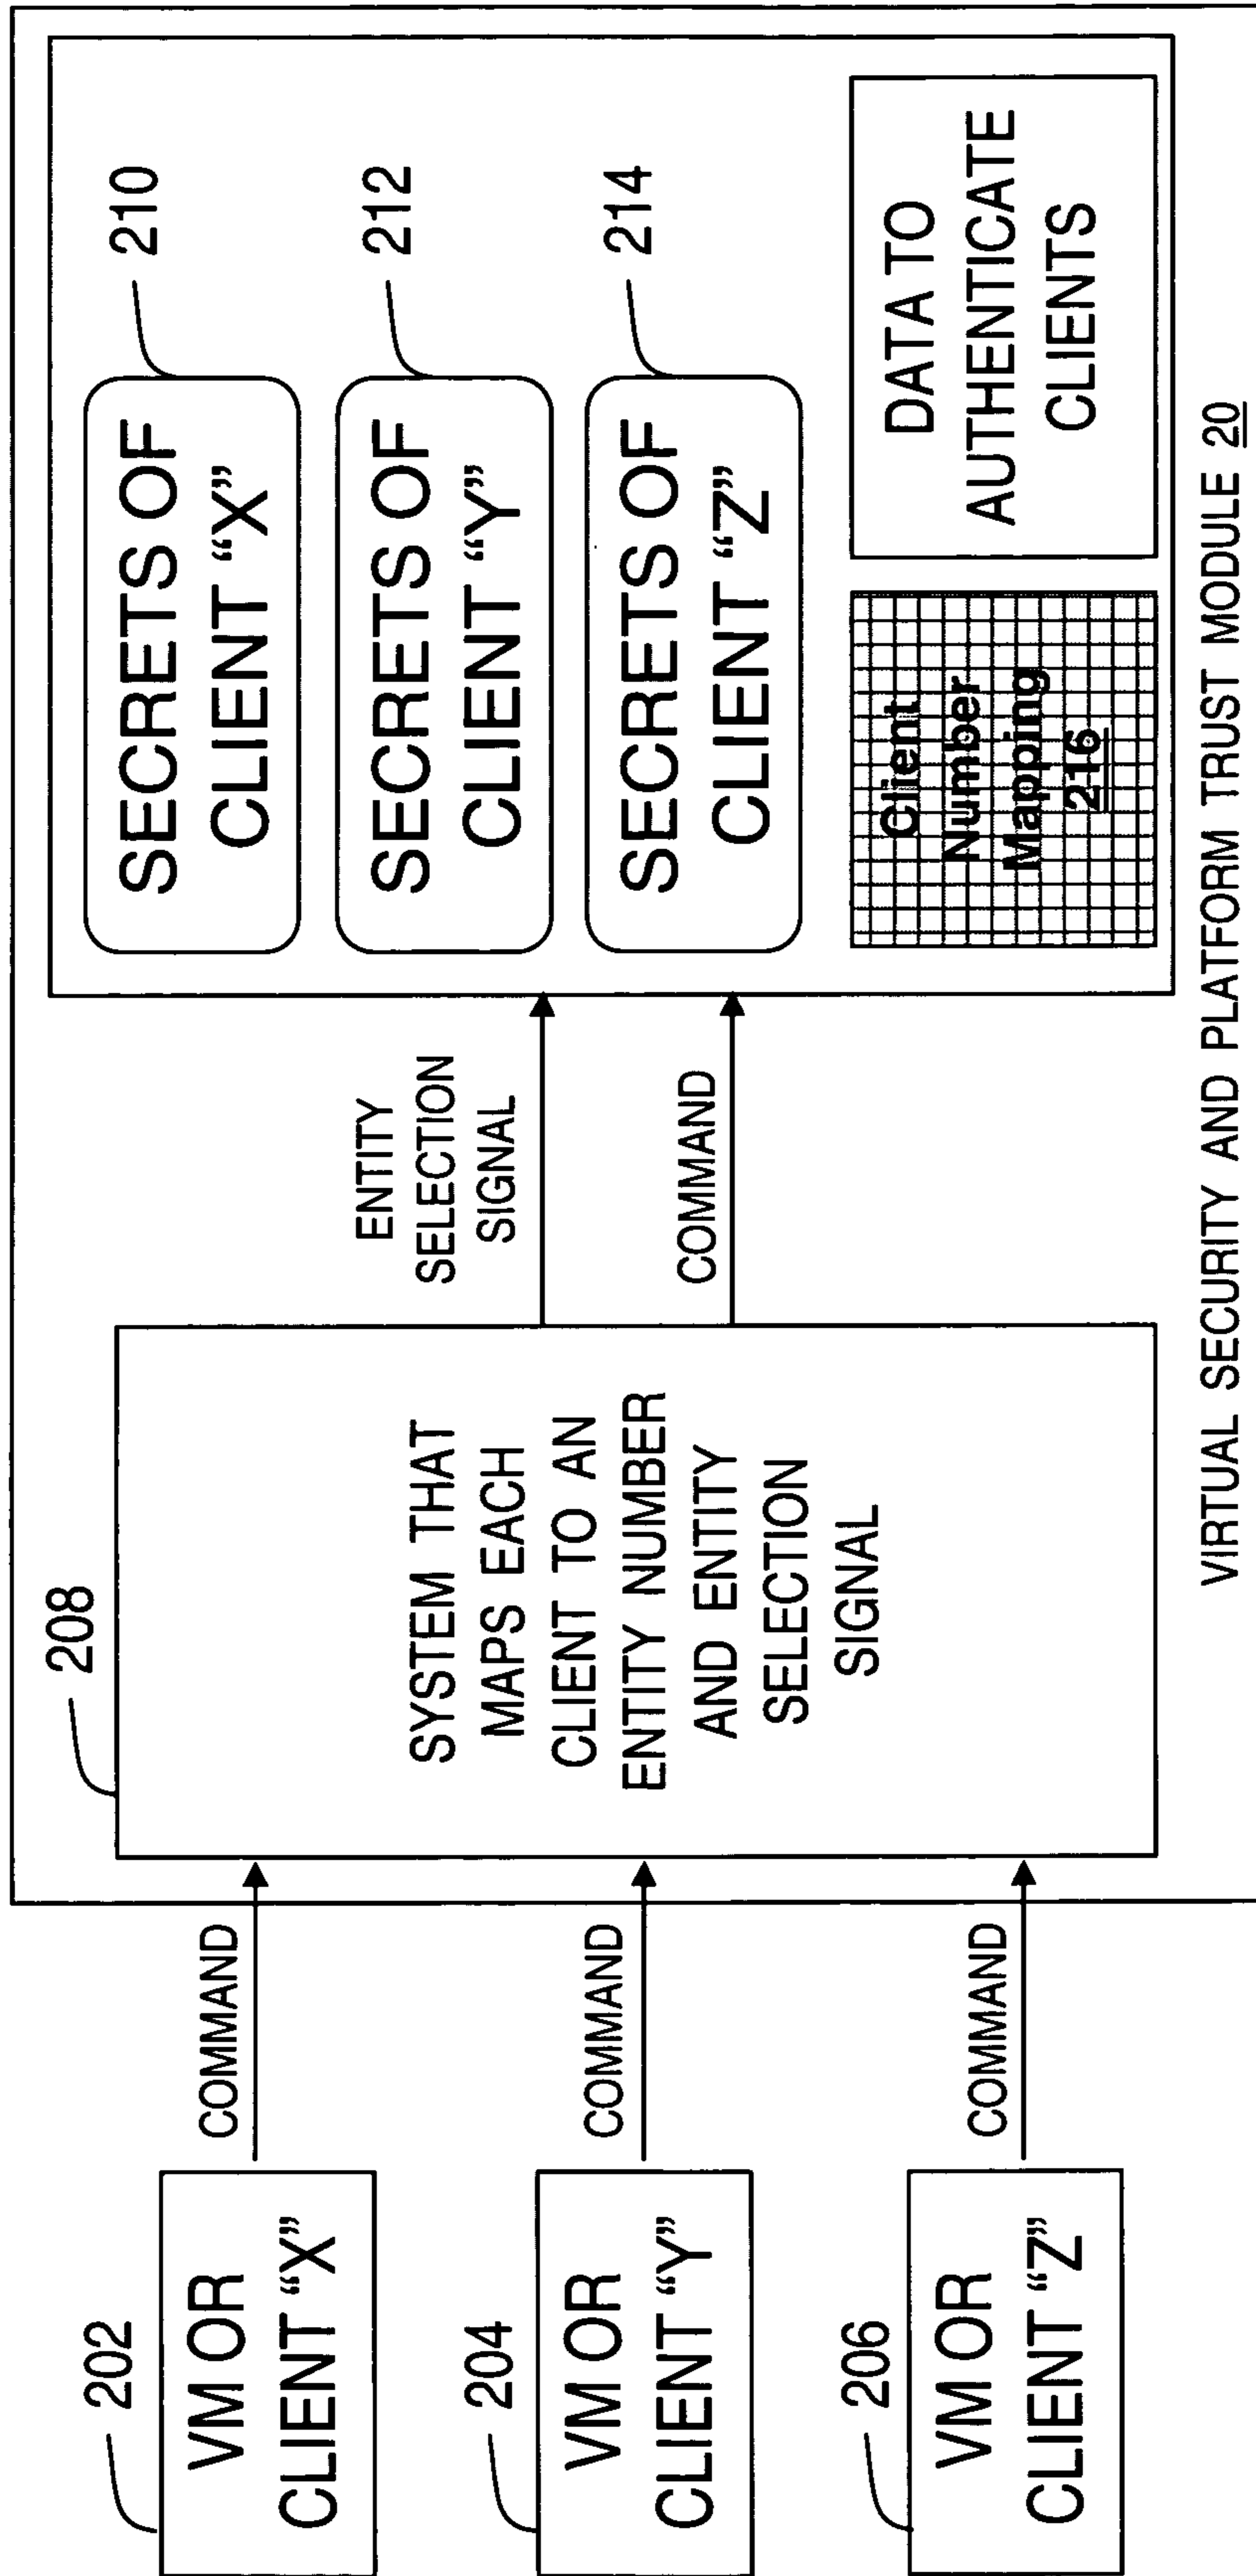 202
VM OR
CLIENT “X”
COMMAND
204
VM OR
CLIENT “Y”
COMMAND
206
VM OR
CLIENT “Z”
COMMAND
208
SYSTEM THAT
MAPS EACH
CLIENT TO AN
ENTITY NUMBER
AND ENTITY
SELECTION
SIGNAL
ENTITY
SELECTION
SIGNAL
COMMAND
SECRETS OF
CLIENT “X”
210
SECRETS OF
CLIENT “Y”
212
SECRETS OF
CLIENT “Z”
214
Client
Number
Mapping
216
DATA TO
AUTHENTICATE
CLIENTS
VIRTUAL SECURITY AND PLATFORM TRUST MODULE 20